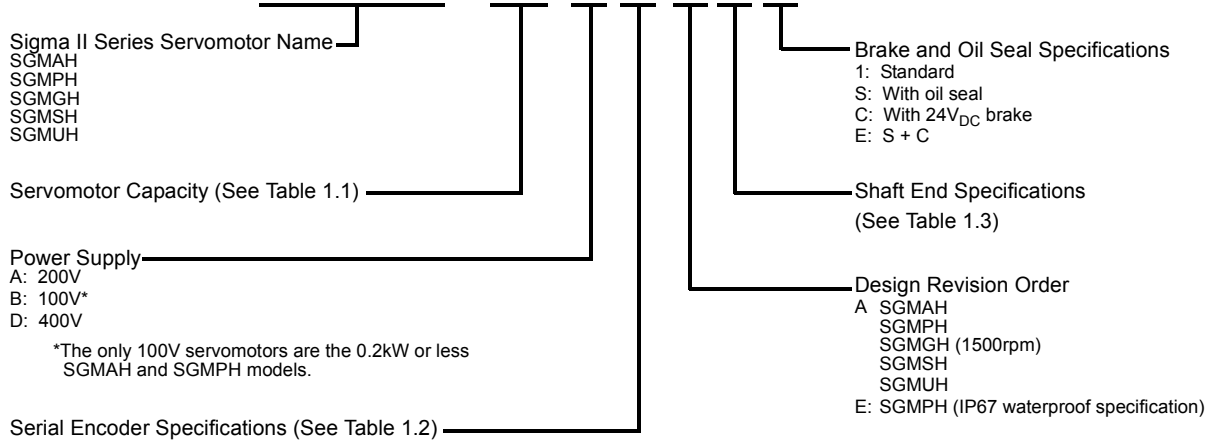 Sigma II Series Servomotor Name
SGMAH
SGMPH
SGMGH
SGMSH
SGMUH
Servomotor Capacity (See Table 1.1)
Power Supply
A: 200V
B: 100V*
D: 400V
*The only 100V servomotors are the 0.2kW or less
SGMAH and SGMPH models.
Serial Encoder Specifications (See Table 1.2)
Brake and Oil Seal Specifications
1: Standard
S: With oil seal
C: With 24VDC brake
E: S + C
Shaft End Specifications
(See Table 1.3)
Design Revision Order
A SGMAH
SGMPH
SGMGH (1500rpm)
SGMSH
SGMUH
E: SGMPH (IP67 waterproof specification)